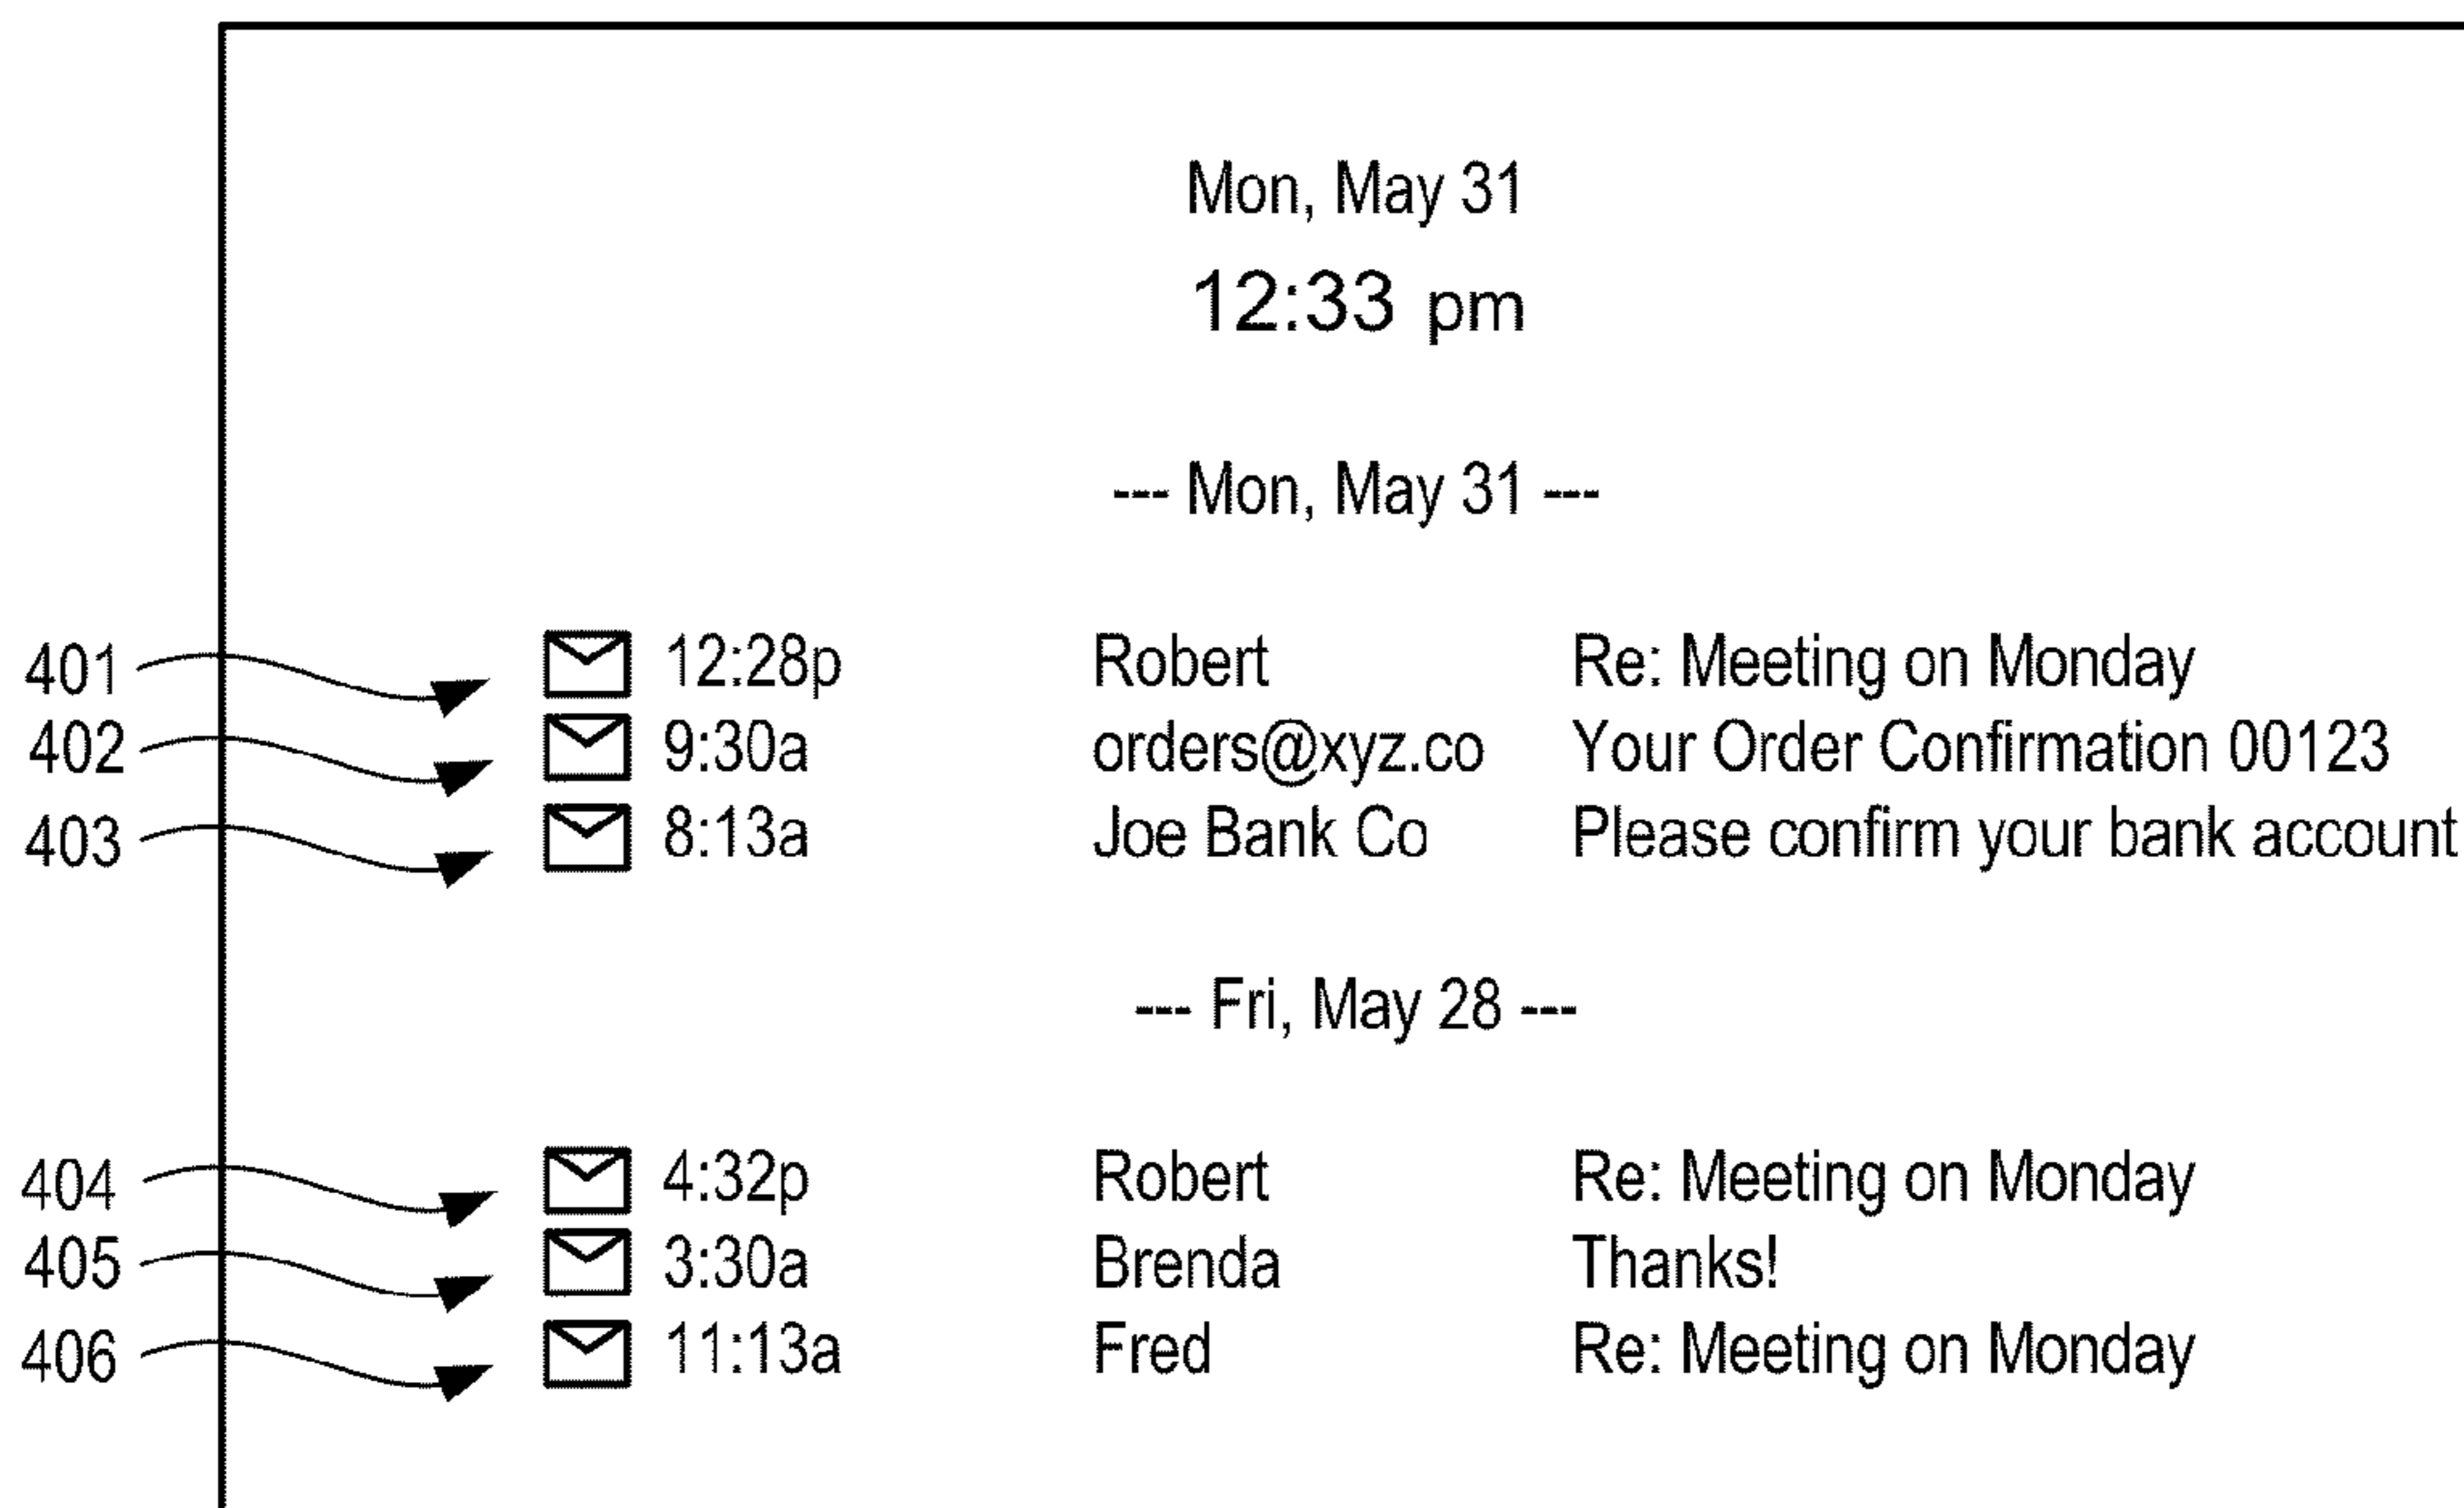 Mon, May 31
12:33 pm
--- Mon, May 31 ---
401 12:28p Robert Re: Meeting on Monday
402 9:30a orders@xyz.co Your Order Confirmation 00123
403 8:13a Joe Bank Co Please confirm your bank account
--- Fri, May 28 ---
404 4:32p Robert Re: Meeting on Monday
405 3:30a Brenda Thanks!
406 11:13a Fred Re: Meeting on Monday